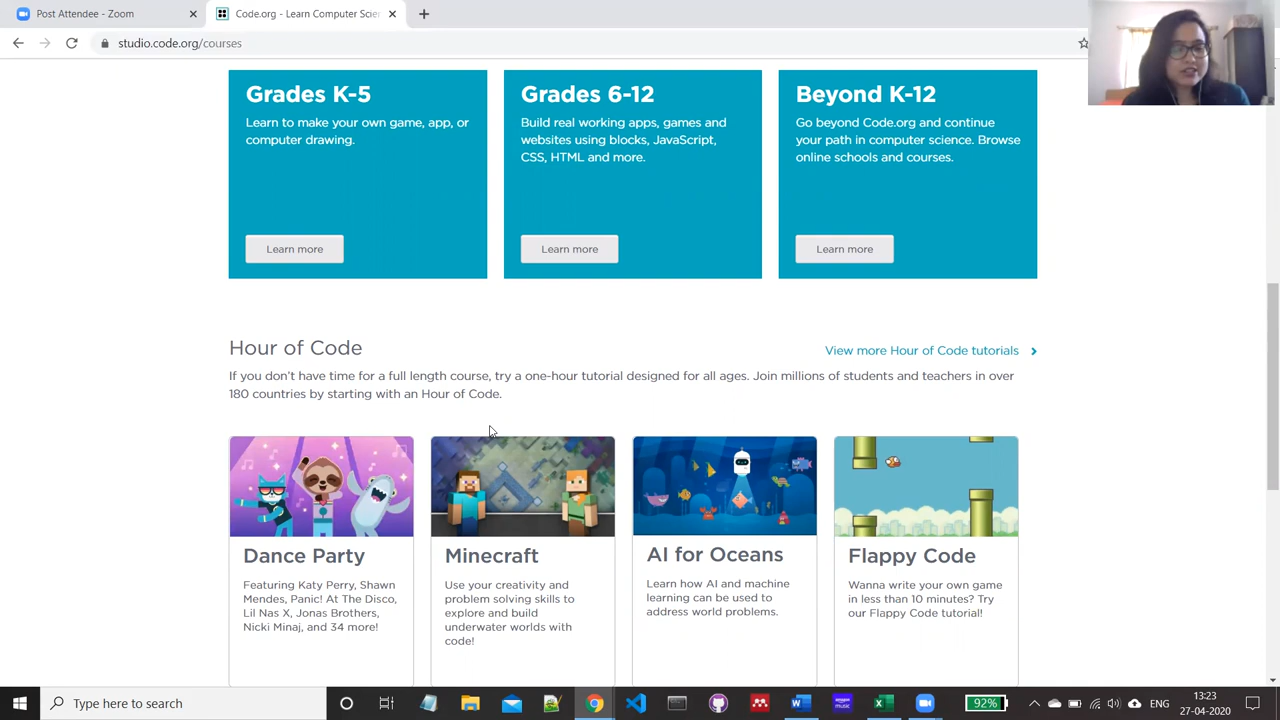 Post Attendee - Zoom
Code.org - Learn Computer Scie
studio.code.org/courses
Grades K-5
Learn to make your own game, app, or
computer drawing.
Learn more
Grades 6-12
Build real working apps, games and
websites using blocks, JavaScript,
CSS, HTML and more.
Learn more
Beyond K-12
Go beyond Code.org and continue
your path in computer science. Browse
online schools and courses.
Learn more
Hour of Code
View more Hour of Code tutorials
If you don't have time for a full length course, try a one-hour tutorial designed for all ages. Join millions of students and teachers in over
180 countries by starting with an Hour of Code.
Dance Party
Featuring Katy Perry, Shawn
Mendes, Panic! At The Disco,
Lil Nas X, Jonas Brothers,
Nicki Minaj, and 34 more!
Minecraft
Use your creativity and
problem solving skills to
explore and build
underwater worlds with
code!
AI for Oceans
Learn how AI and machine
learning can be used to
address world problems.
Flappy Code
Wanna write your own game
in less than 10 minutes? Try
our Flappy Code tutorial!
Type here to search
amazon
music
92%
ENG
13:23
27-04-2020